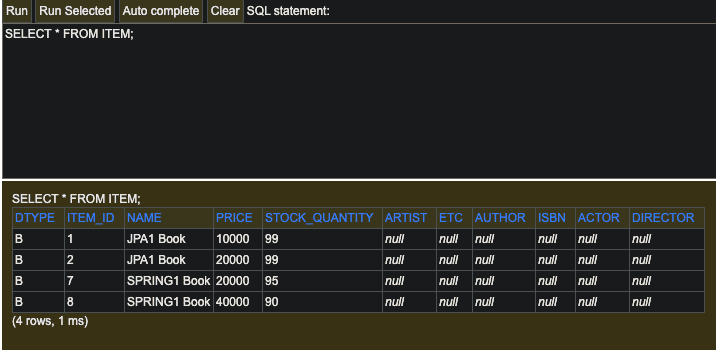 Run Run Selected Auto complete Clear SQL statement:
SELECT * FROM ITEM;
SELECT * FROM ITEM;
DTYPE ITEM_ID NAME PRICE STOCK_QUANTITY ARTIST ETC AUTHOR ISBN ACTOR DIRECTOR
B 1 JPA1 Book 10000 99 null null null null null null
B 2 JPA1 Book 20000 99 null null null null null null
B 7 SPRING1 Book 20000 95 null null null null null null
B 8 SPRING1 Book 40000 90 null null null null null null
(4 rows, 1 ms)